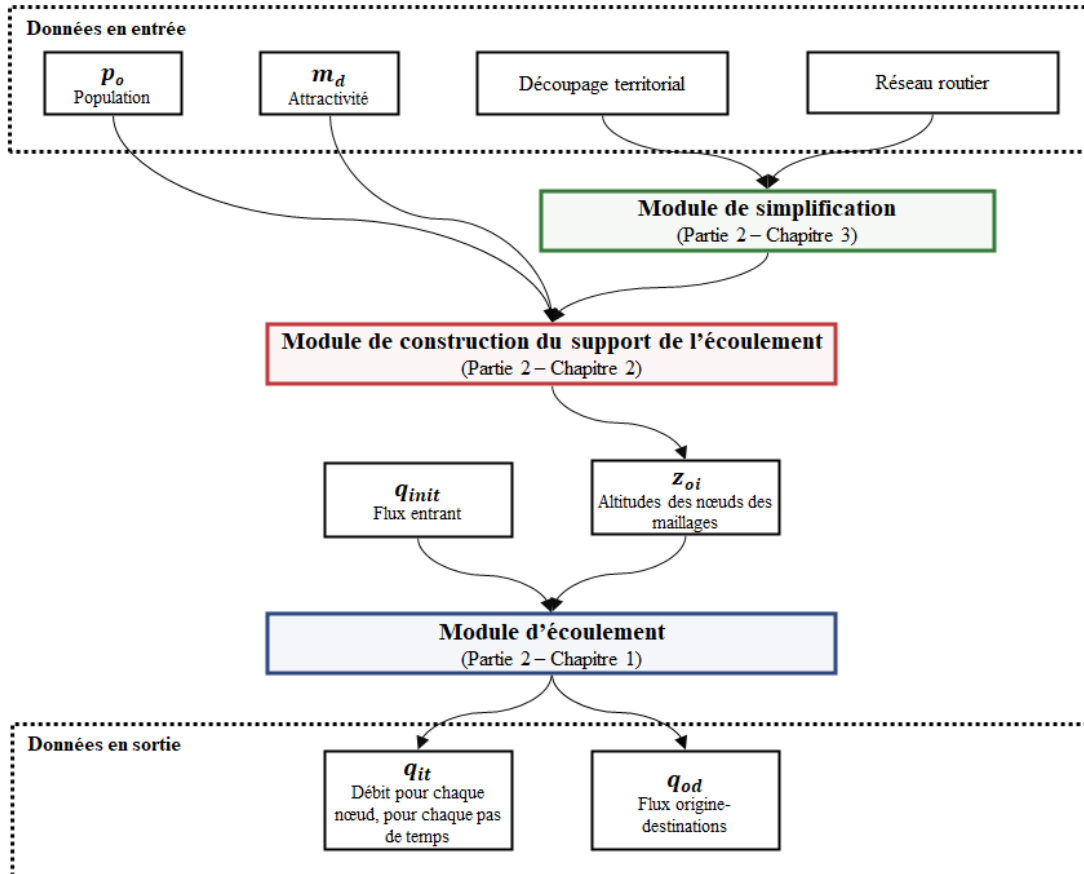 Données en entrée
p_o
Population
m_d
Attractivité
Découpage territorial
Réseau routier
Module de simplification
(Partie 2 – Chapitre 3)
Module de construction du support de l'écoulement
(Partie 2 – Chapitre 2)
q_init
Flux entrant
z_oi
Altitudes des nœuds des
maillages
Module d'écoulement
(Partie 2 – Chapitre 1)
Données en sortie
q_it
Débit pour chaque
nœud, pour chaque pas
de temps
q_od
Flux origine-
destinations